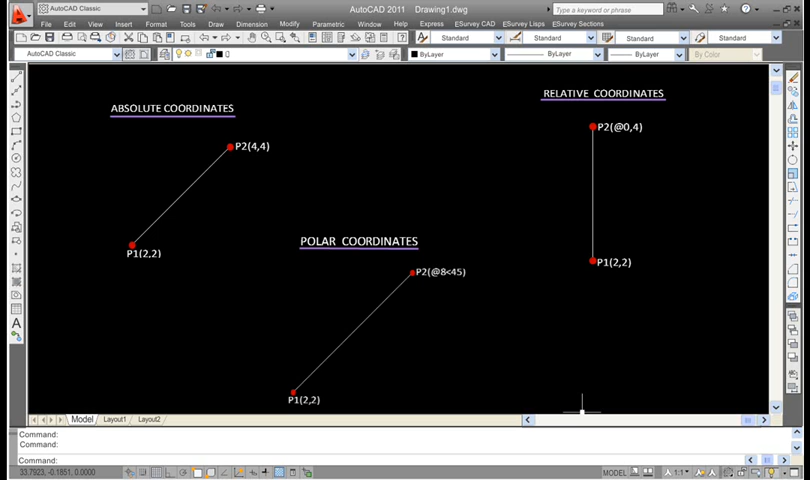 AutoCAD Classic
AutoCAD 2011 Drawing1.dwg
Type a keyword or phrase
File Edit View Insert Format Tools Draw Dimension Modify Parametric Window Help Express ESurvey CAD ESurvey Lisps ESurvey Sections
Standard Standard Standard Standard
AutoCAD Classic 0 ByLayer ByLayer ByLayer By Color
RELATIVE COORDINATES
ABSOLUTE COORDINATES
P2(@0,4)
P2(4,4)
POLAR COORDINATES
P1(2,2)
P1(2,2)
P2(@8<45)
P1(2,2)
Model Layout1 Layout2
Command:
Command:
Command:
33.7923, -0.1851, 0.0000 MODEL 1:1